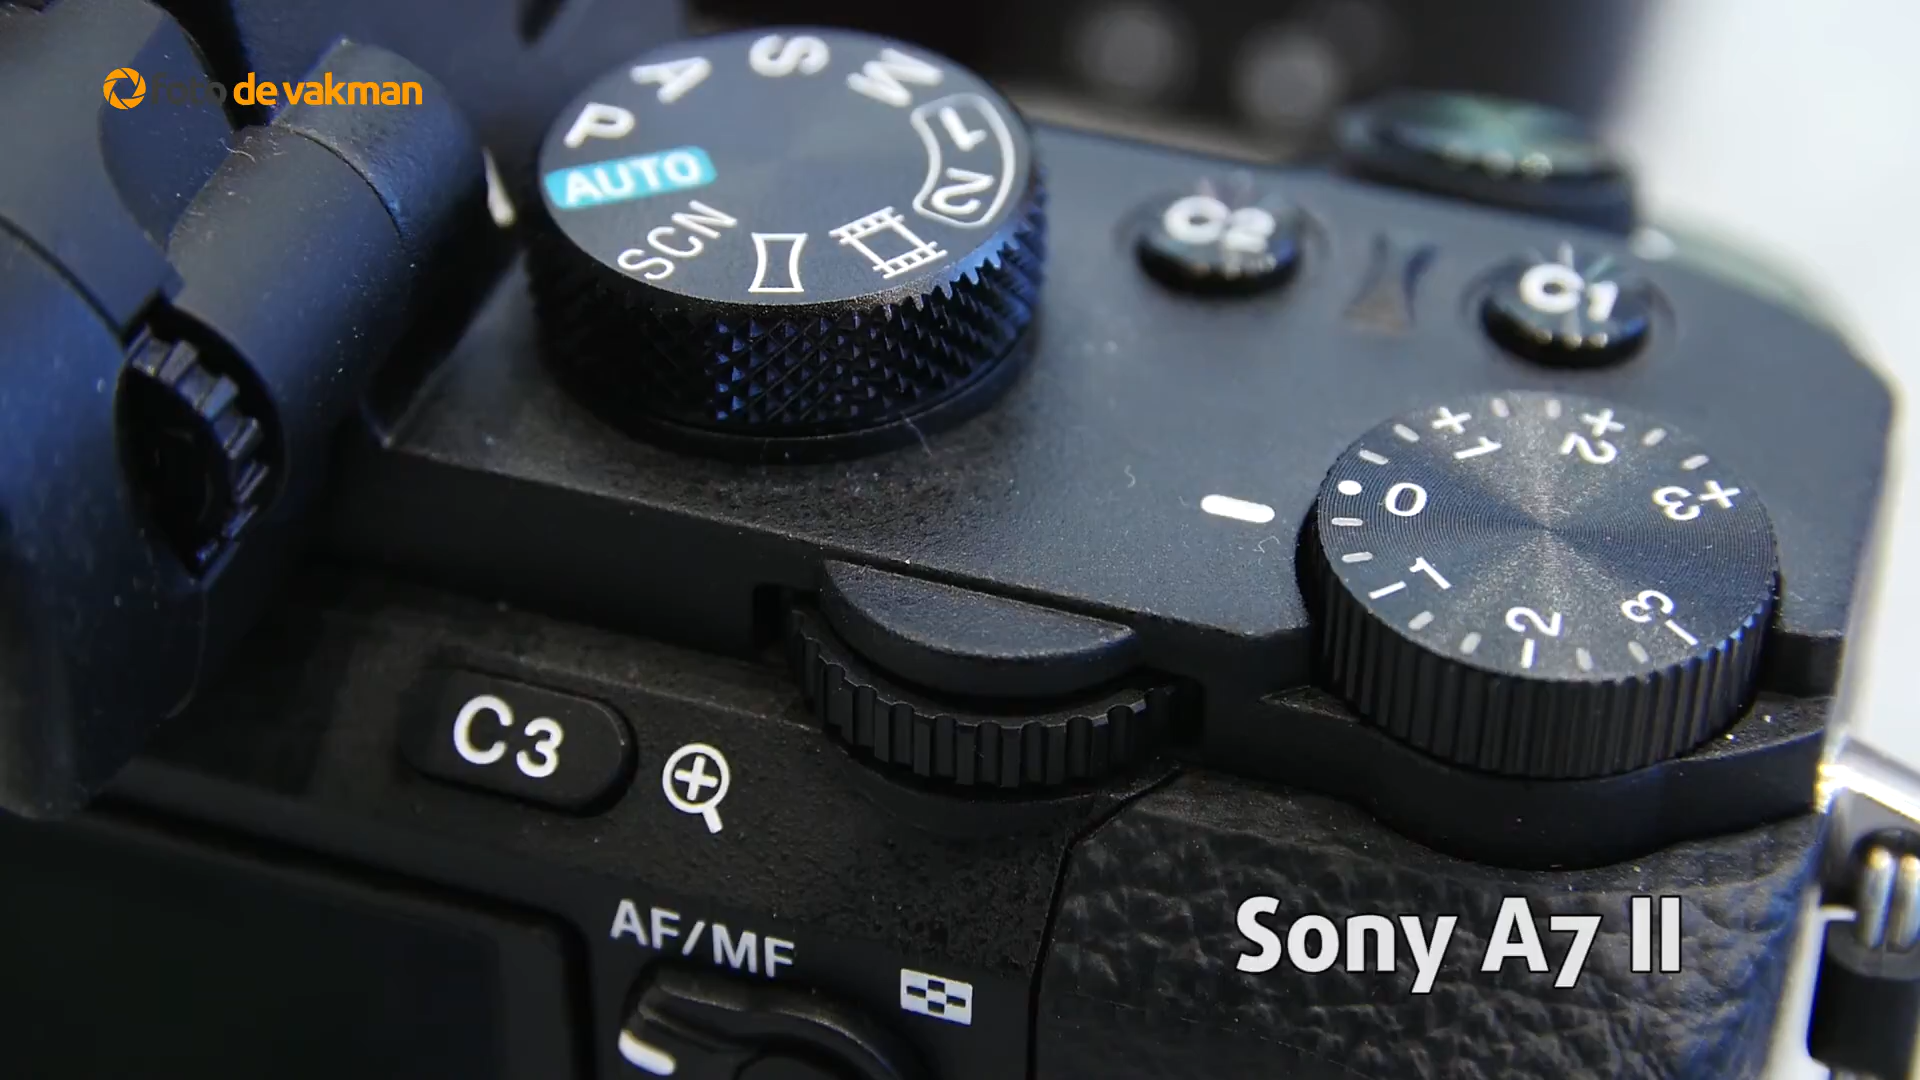 foto de vakman
S
A
M
P
1
AUTO
2
SCN
C2
C1
+1
+2
+3
0
1
-2
-3
C3
AF/MF
Sony A7 II